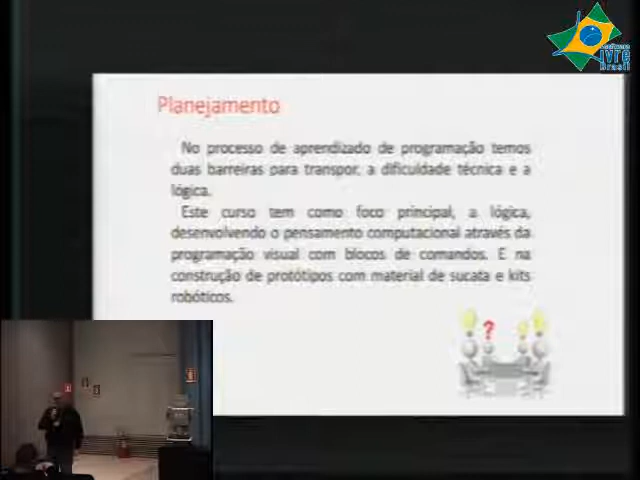 ivre
Brasil
Planejamento
No processo de aprendizado de programação temos
duas barreiras para transpor, a dificuldade técnica e a
lógica.
Este curso tem como foco principal, a lógica,
desenvolvendo o pensamento computacional através da
programação visual com blocos de comandos. E na
construção de protótipos com material de sucata e kits
robóticos.
?